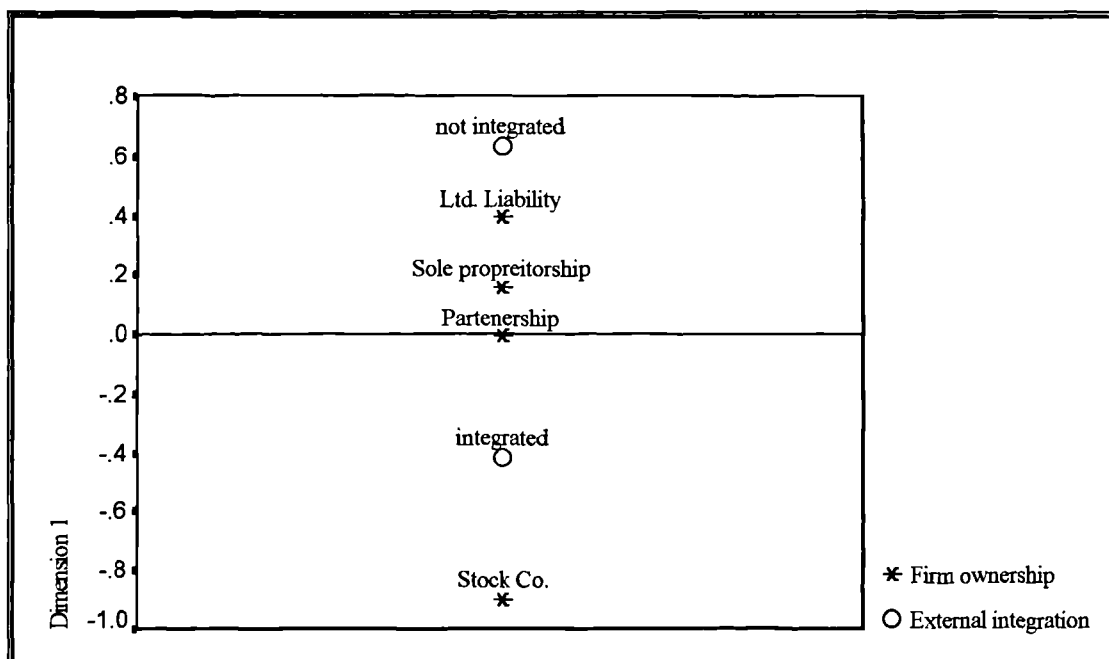 .8
not integrated
.6
Ltd. Liability
.4
Sole propreitorship
.2
Partenership
.0
-.2
integrated
-.4
-.6
Stock Co.
-.8
-1.0
Dimension 1
Firm ownership
External integration